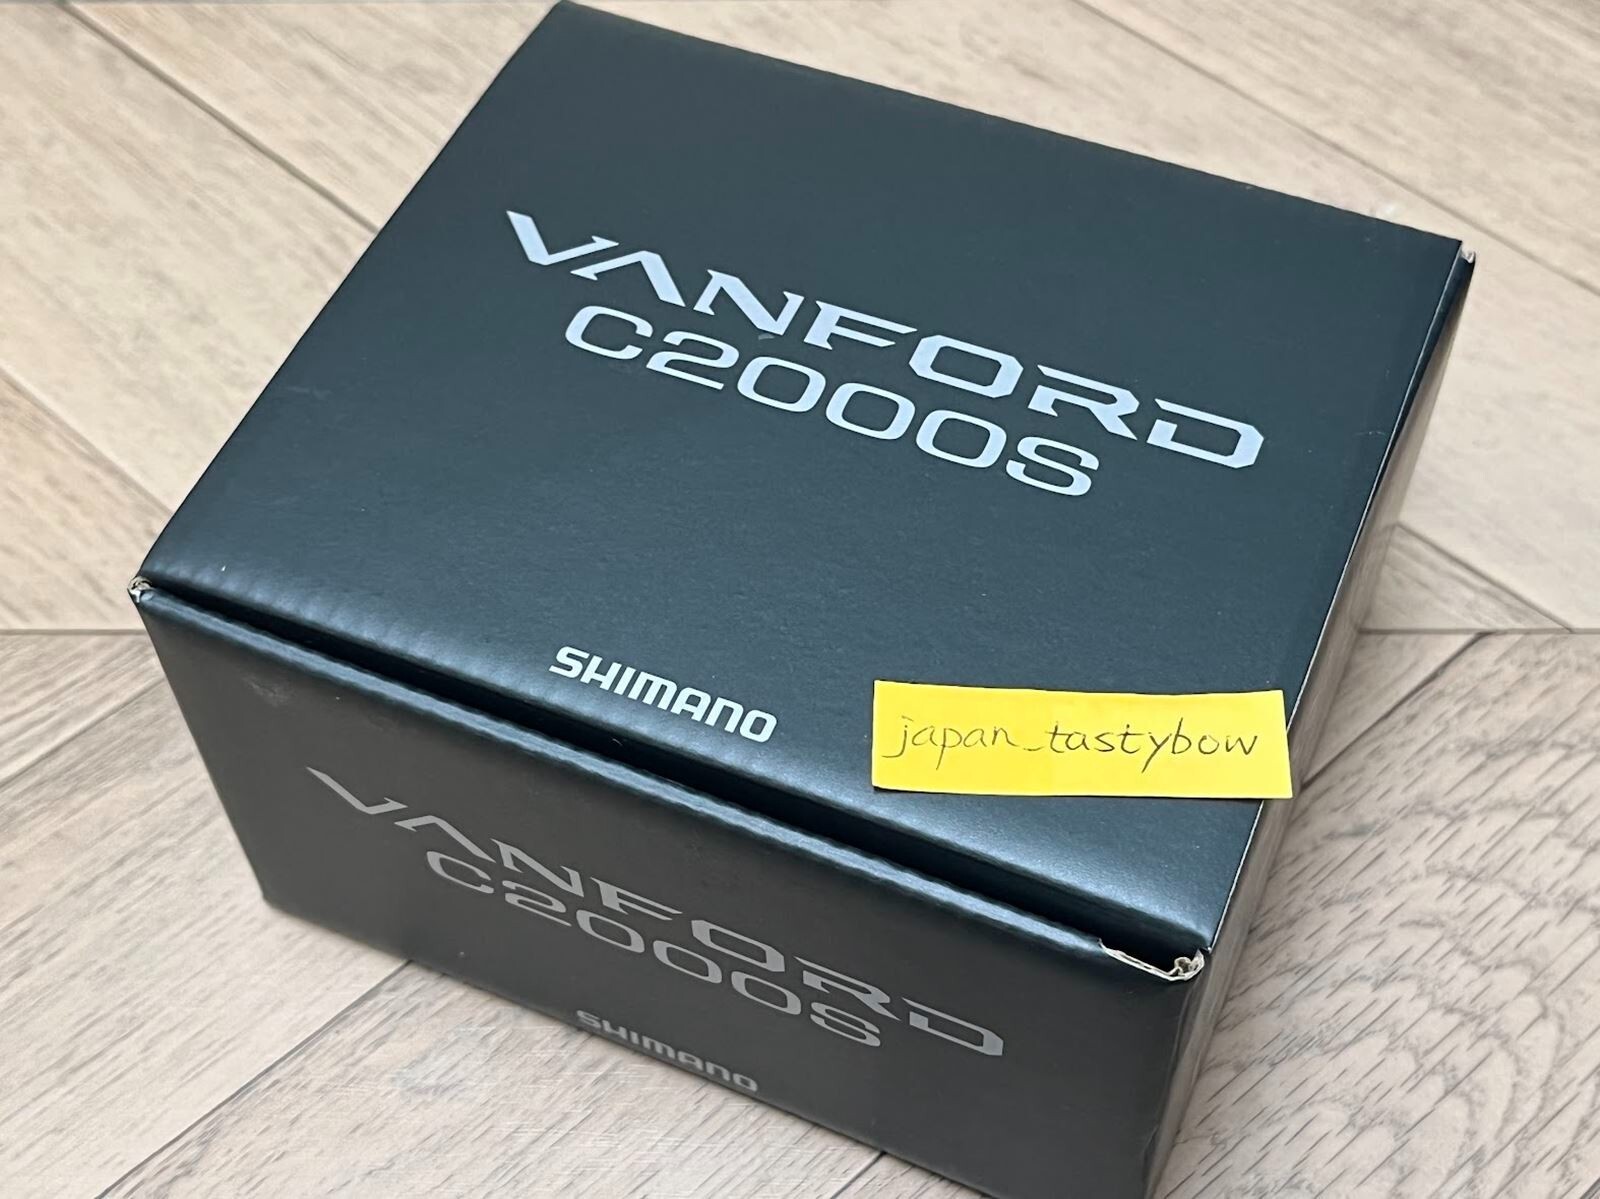 VANFORD
C2000S
SHIMANO
japan_tastybow
VANFORD
C2000S
SHIMANO